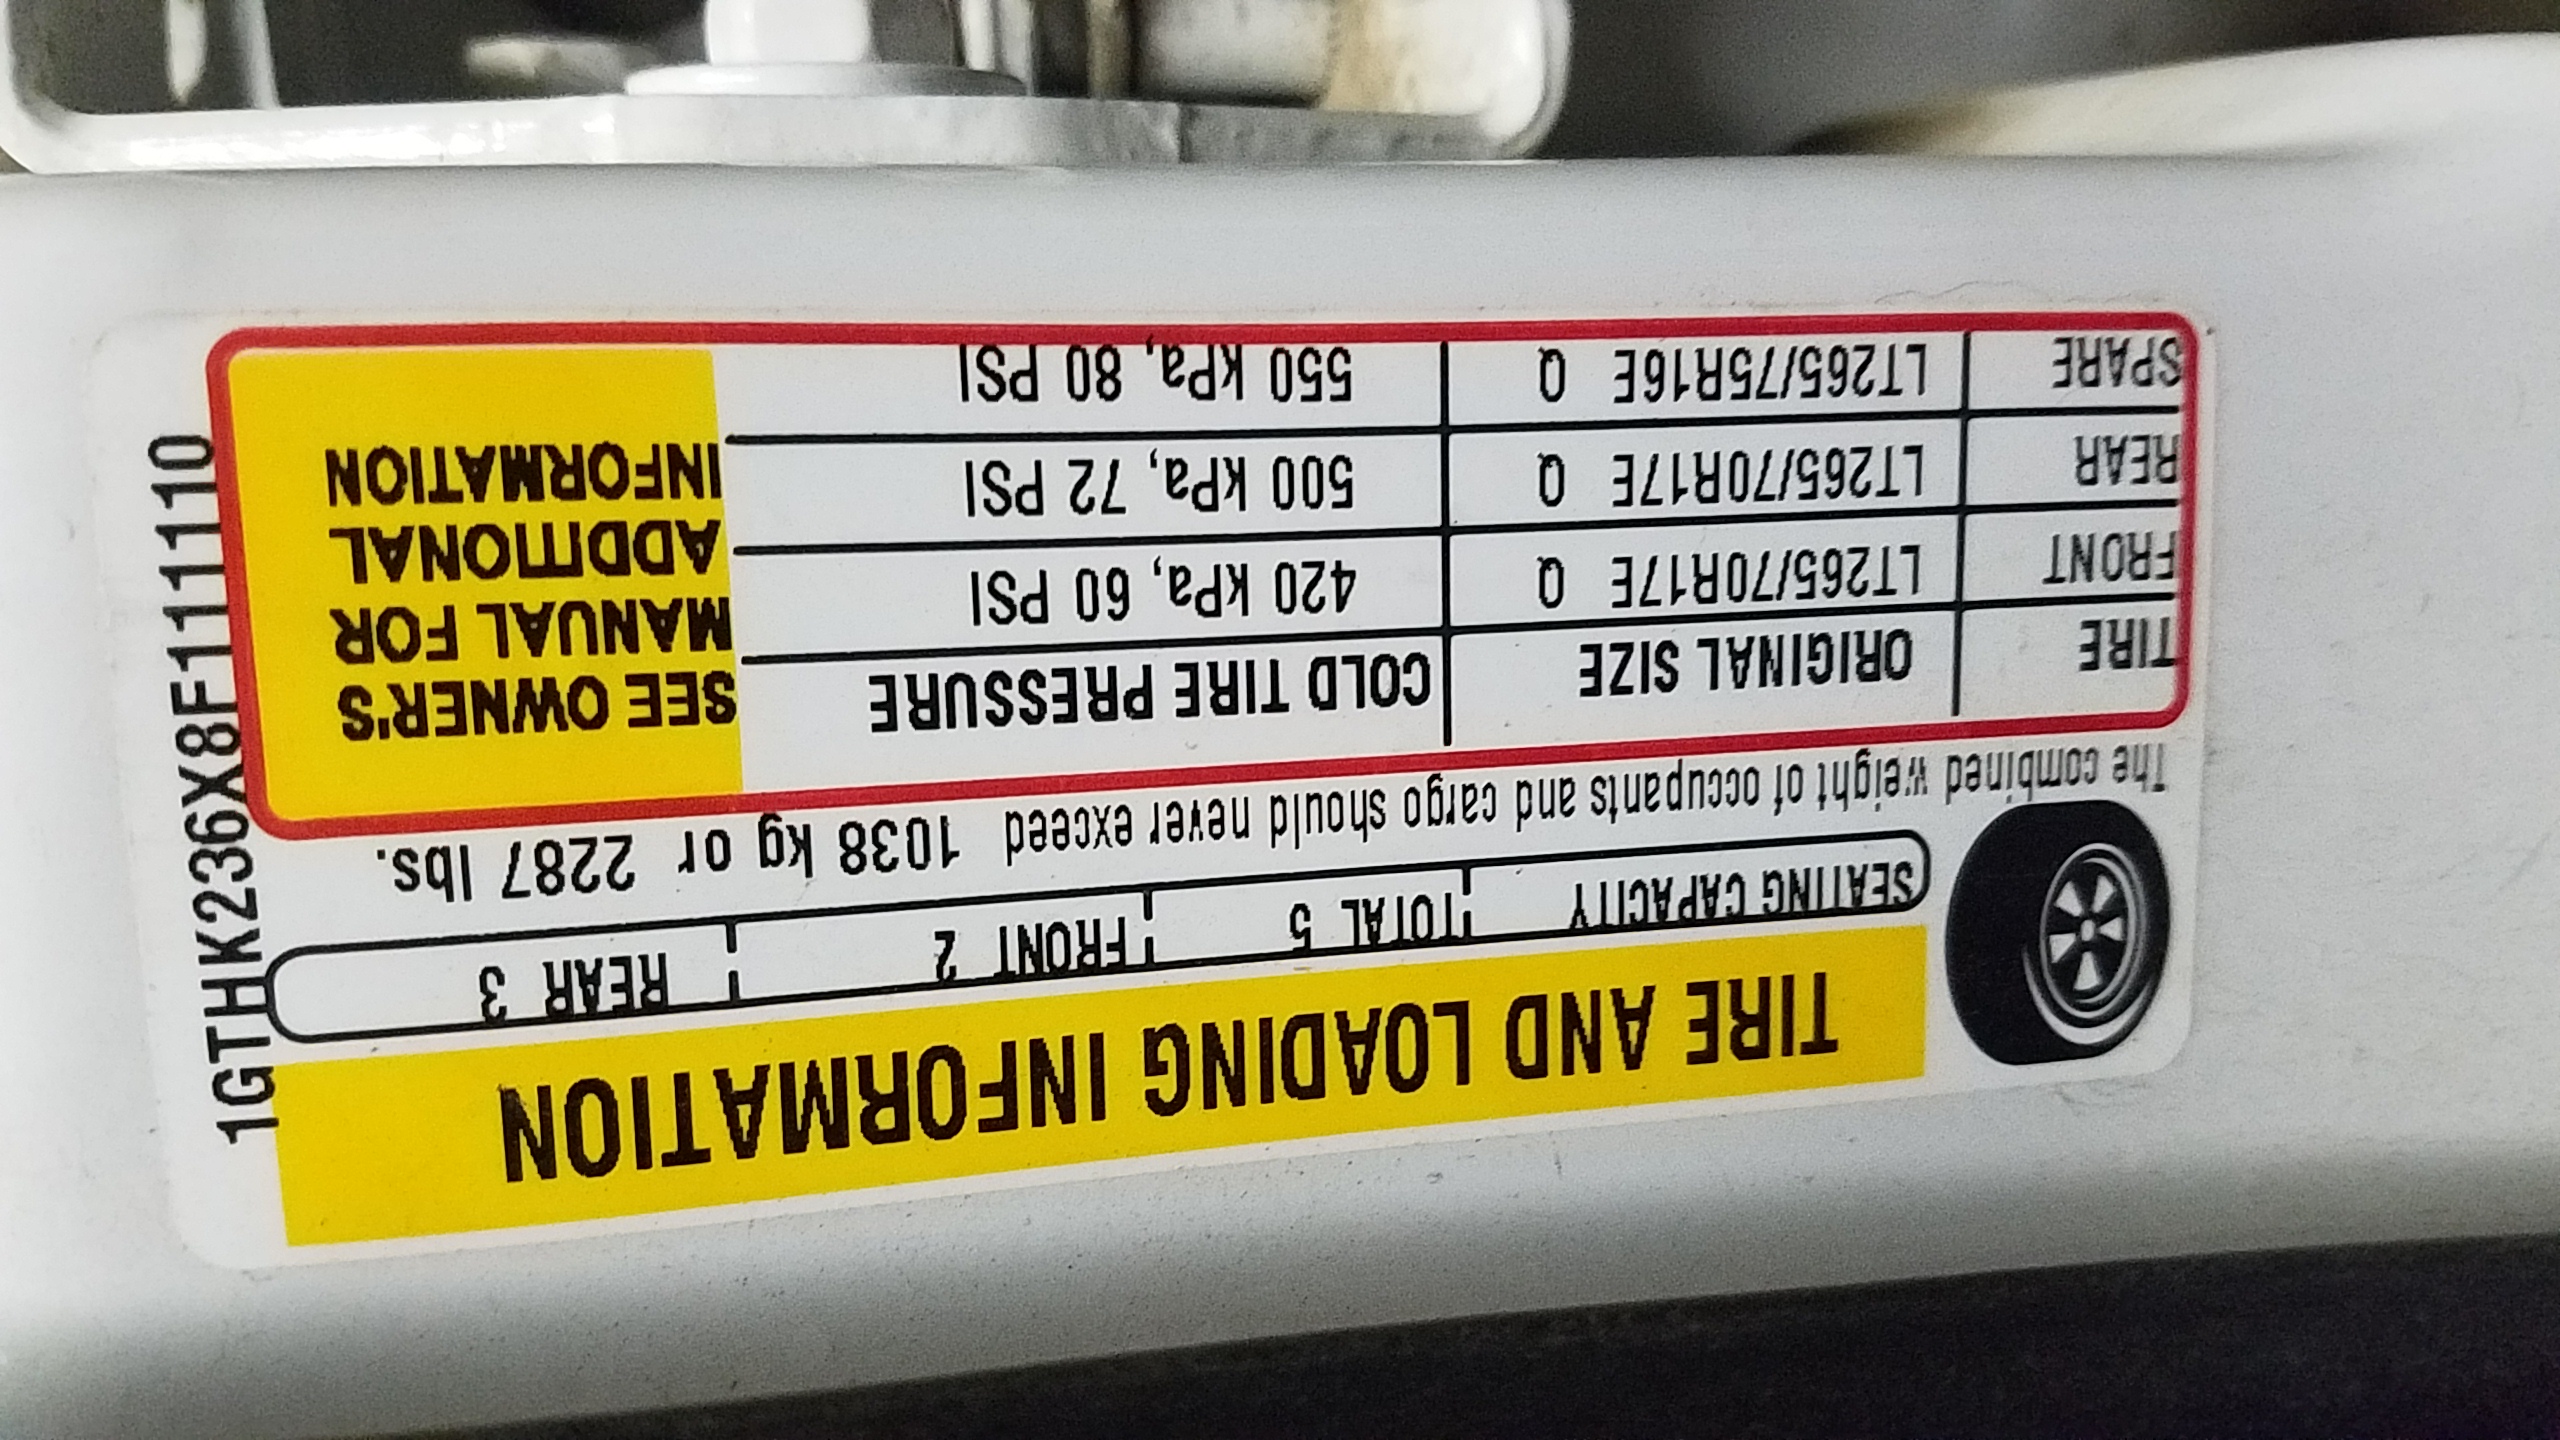 TIRE AND LOADING INFORMATION
SEATING CAPACITY TOTAL 5 FRONT 2 REAR 3
The combined weight of occupants and cargo should never exceed 1038 kg or 2287 lbs.
TIRE ORIGINAL SIZE COLD TIRE PRESSURE
FRONT LT265/70R17E Q 420 kPa, 60 PSI
REAR LT265/70R17E Q 500 kPa, 72 PSI
SPARE LT265/75R16E Q 550 kPa, 80 PSI
SEE OWNER'S
MANUAL FOR
ADDITIONAL
INFORMATION
1GTHK236X8F111110